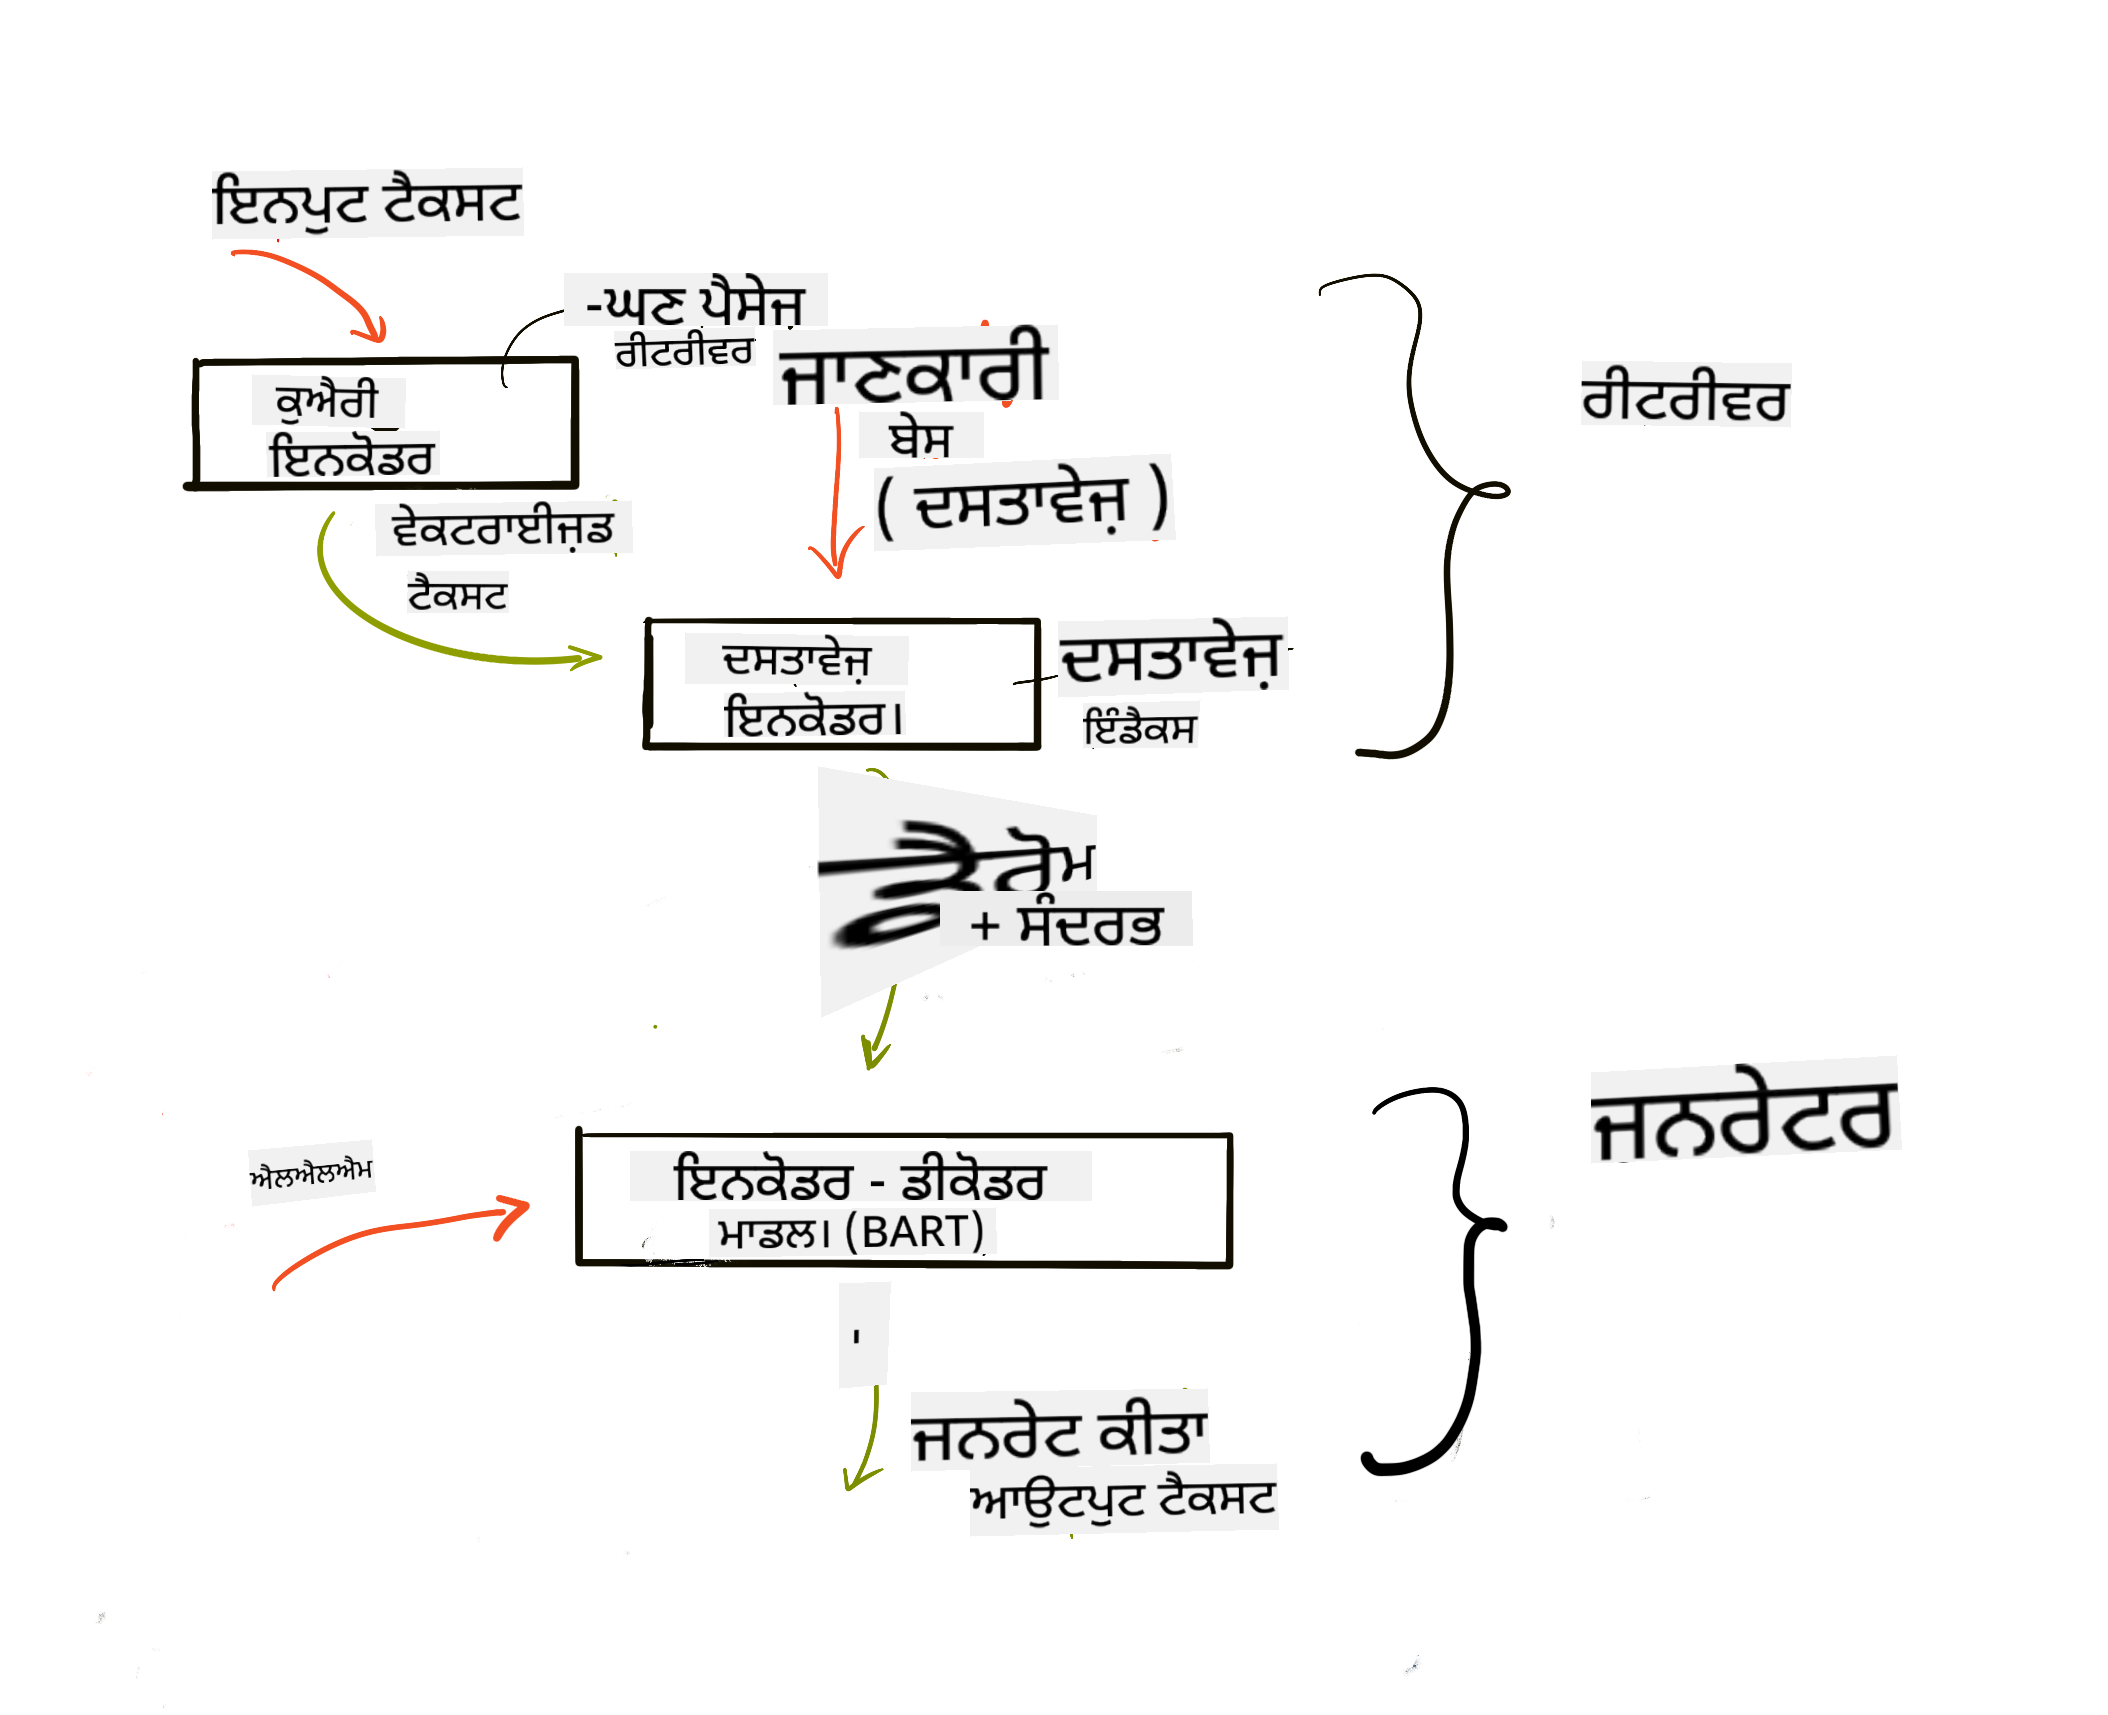 ਇਨਪੁਟ ਟੈਕਸਟ
-ਘਣ ਪੈਸੇਜ
ਰੀਟਰੀਵਰ
ਜਾਣਕਾਰੀ
ਬੇਸ
( ਦਸਤਾਵੇਜ਼ )
ਕੁਐਰੀ
ਇਨਕੋਡਰ
ਰੀਟਰੀਵਰ
ਵੇਕਟਰਾਈਜ਼ਡ
ਟੈਕਸਟ
ਦਸਤਾਵੇਜ਼
ਇਨਕੋਡਰ।
ਦਸਤਾਵੇਜ਼
ਇੰਡੈਕਸ
+ ਸੰਦਰਭ
ਜਨਰੇਟਰ
ਐਲਐਲਐਮ
ਇਨਕੋਡਰ - ਡੀਕੋਡਰ
ਮਾਡਲ। (BART)
'
ਜਨਰੇਟ ਕੀਤਾ
ਆਉਟਪੁਟ ਟੈਕਸਟ